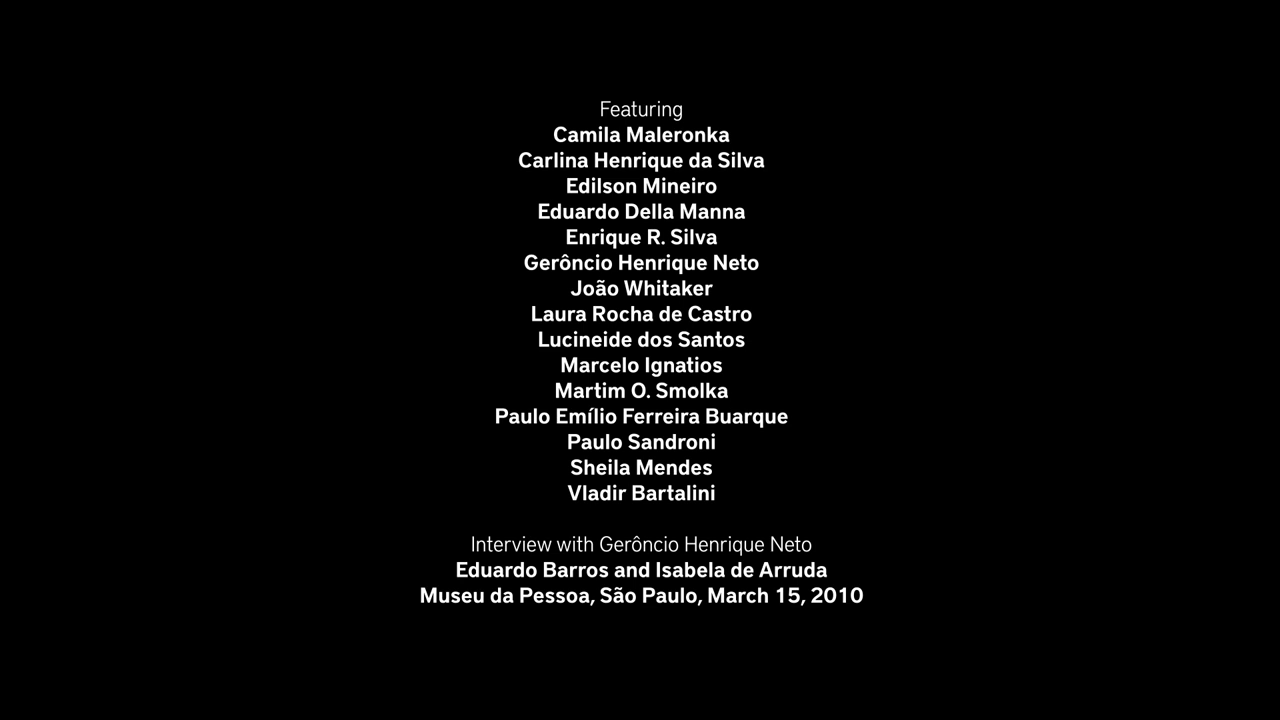 Featuring
Camila Maleronka
Carlina Henrique da Silva
Edilson Mineiro
Eduardo Della Manna
Enrique R. Silva
Gerôncio Henrique Neto
João Whitaker
Laura Rocha de Castro
Lucineide dos Santos
Marcelo Ignatios
Martim O. Smolka
Paulo Emílio Ferreira Buarque
Paulo Sandroni
Sheila Mendes
Vladir Bartalini
Interview with Gerôncio Henrique Neto
Eduardo Barros and Isabela de Arruda
Museu da Pessoa, São Paulo, March 15, 2010